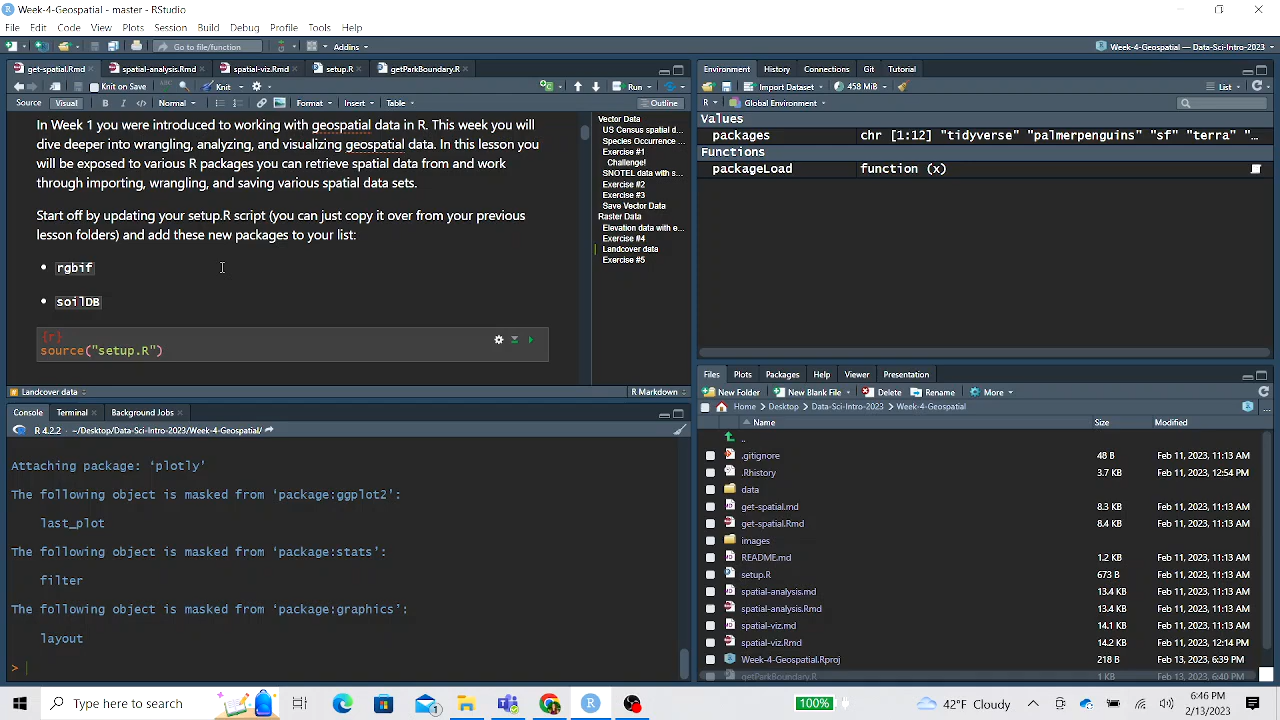 Week-4-Geospatial - master - RStudio
File Edit Code View Plots Session Build Debug Profile Tools Help
Go to file/function
Addins
Week-4-Geospatial — Data-Sci-Intro-2023
get-spatial.Rmd
spatial-analysis.Rmd
spatial-viz.Rmd
setup.R
getParkBoundary.R
Knit on Save
Knit
Run
Source Visual
B I
Normal
Format
Insert
Table
Outline
In Week 1 you were introduced to working with geospatial data in R. This week you will
dive deeper into wrangling, analyzing, and visualizing geospatial data. In this lesson you
will be exposed to various R packages you can retrieve spatial data from and work
through importing, wrangling, and saving various spatial data sets.
Start off by updating your setup.R script (you can just copy it over from your previous
lesson folders) and add these new packages to your list:
rgbif
soilDB
{r}
source("setup.R")
Vector Data
US Census spatial d...
Species Occurrence ...
Exercise #1
Challenge!
SNOTEL data with s...
Exercise #2
Exercise #3
Save Vector Data
Raster Data
Elevation data with e...
Exercise #4
Landcover data
Exercise #5
Landcover data
R Markdown
Console Terminal Background Jobs
R 4.2.2 · ~/Desktop/Data-Sci-Intro-2023/Week-4-Geospatial/
Attaching package: ‘plotly’
The following object is masked from ‘package:ggplot2’:
last_plot
The following object is masked from ‘package:stats’:
filter
The following object is masked from ‘package:graphics’:
layout
>
Environment History Connections Git Tutorial
Import Dataset
458 MiB
List
R
Global Environment
Values
packages chr [1:12] "tidyverse" "palmerpenguins" "sf" "terra" "…
Functions
packageLoad function (x)
Files Plots Packages Help Viewer Presentation
New Folder
New Blank File
Delete
Rename
More
Home Desktop Data-Sci-Intro-2023 Week-4-Geospatial
Name Size Modified
..
.gitignore 48 B Feb 11, 2023, 11:13 AM
.Rhistory 3.7 KB Feb 11, 2023, 12:54 PM
data
get-spatial.md 8.3 KB Feb 11, 2023, 11:13 AM
get-spatial.Rmd 8.4 KB Feb 11, 2023, 11:13 AM
images
README.md 1.2 KB Feb 11, 2023, 11:13 AM
setup.R 673 B Feb 11, 2023, 11:13 AM
spatial-analysis.md 13.4 KB Feb 11, 2023, 11:13 AM
spatial-analysis.Rmd 13.4 KB Feb 11, 2023, 11:13 AM
spatial-viz.md 14.1 KB Feb 11, 2023, 11:13 AM
spatial-viz.Rmd 14.2 KB Feb 11, 2023, 12:14 PM
Week-4-Geospatial.Rproj 218 B Feb 13, 2023, 6:39 PM
getParkBoundary.R 1 KB Feb 13, 2023, 6:40 PM
Type here to search
100%
42°F Cloudy
6:46 PM
2/13/2023